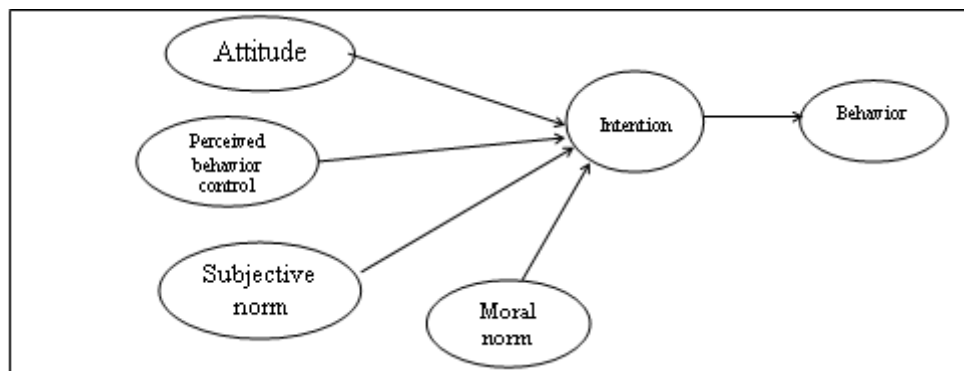 Attitude
Perceived
behavior
control
Subjective
norm
Moral
norm
Intention
Behavior